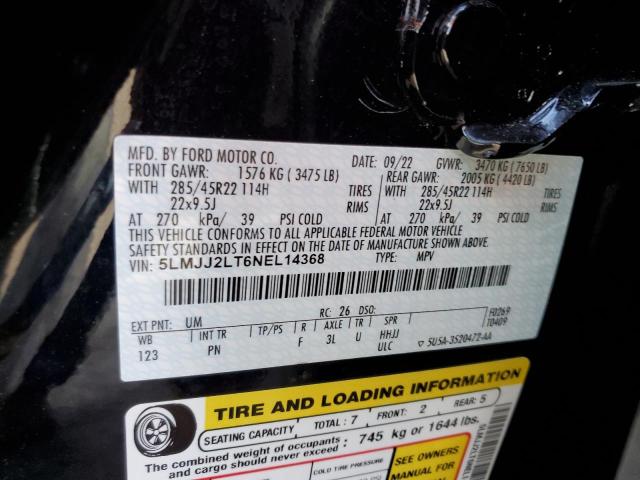 MFD. BY FORD MOTOR CO. 09/22 GVWR: 3470 KG ( 7650 LB)
FRONT GAWR: 1576 KG ( 3475 LB) REAR GAWR: 2005 KG ( 4420 LB)
WITH 285/45R22 114H TIRES WITH 285/45R22 114H TIRES
22x9.5J RIMS 22x9.5J RIMS
AT 270 kPa/ 39 PSI COLD AT 270 kPa/ 39 PSI COLD
THIS VEHICLE CONFORMS TO ALL APPLICABLE FEDERAL MOTOR VEHICLE
SAFETY STANDARDS IN EFFECT ON THE DATE OF MANUFACTURE SHOWN ABOVE.
VIN: 5LMJJ2LT6NEL14368 TYPE: MPV
EXT PNT: UM RC: 26 DSO: F0269
T0409
WB INT TR TP/PS R AXLE TR SPR
123 PN F 3L U HHJJ
ULC 5U5A-3520472-AA
TIRE AND LOADING INFORMATION
SEATING CAPACITY TOTAL : 7 FRONT: 2 REAR: 5
The combined weight of occupants and cargo should never exceed : 745 kg or 1644 lbs.
COLD TIRE PRESSURE
SEE OWNERS
MANUAL FOR